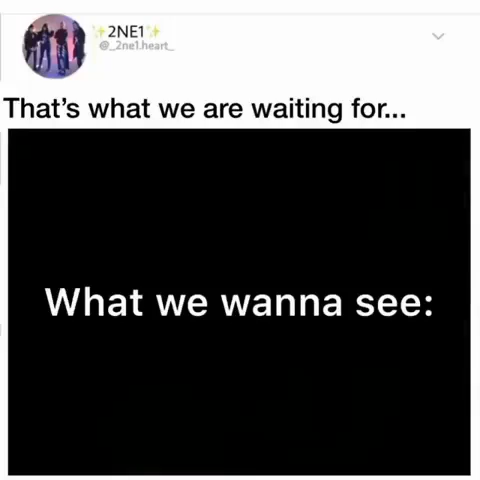 ✨2NE1✨
@_2ne1.heart_
That's what we are waiting for...
What we wanna see: